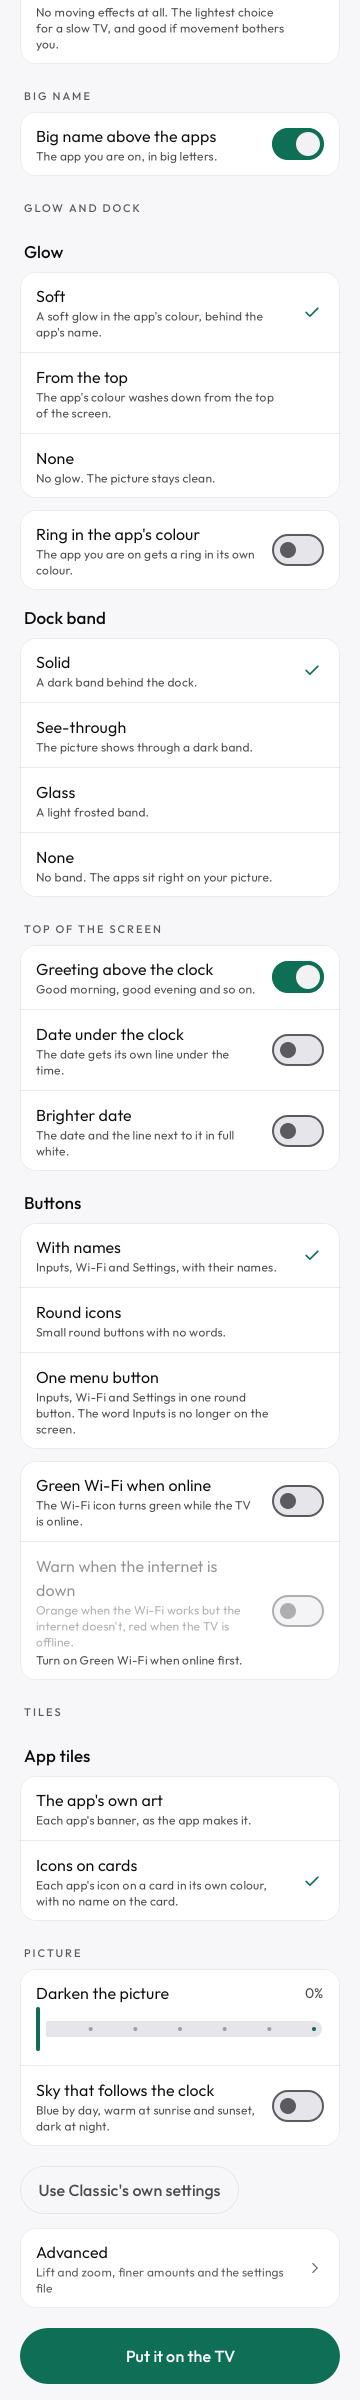 No moving effects at all. The lightest choice
for a slow TV, and good if movement bothers
you.
BIG NAME
Big name above the apps
The app you are on, in big letters.
GLOW AND DOCK
Glow
Soft
A soft glow in the app's colour, behind the
app's name.
From the top
The app's colour washes down from the top
of the screen.
None
No glow. The picture stays clean.
Ring in the app's colour
The app you are on gets a ring in its own
colour.
Dock band
Solid
A dark band behind the dock.
See-through
The picture shows through a dark band.
Glass
A light frosted band.
None
No band. The apps sit right on your picture.
TOP OF THE SCREEN
Greeting above the clock
Good morning, good evening and so on.
Date under the clock
The date gets its own line under the
time.
Brighter date
The date and the line next to it in full
white.
Buttons
With names
Inputs, Wi-Fi and Settings, with their names.
Round icons
Small round buttons with no words.
One menu button
Inputs, Wi-Fi and Settings in one round
button. The word Inputs is no longer on the
screen.
Green Wi-Fi when online
The Wi-Fi icon turns green while the TV
is online.
Warn when the internet is
down
Orange when the Wi-Fi works but the
internet doesn't, red when the TV is
offline.
Turn on Green Wi-Fi when online first.
TILES
App tiles
The app's own art
Each app's banner, as the app makes it.
Icons on cards
Each app's icon on a card in its own colour,
with no name on the card.
PICTURE
Darken the picture 0%
Sky that follows the clock
Blue by day, warm at sunrise and sunset,
dark at night.
Use Classic's own settings
Advanced
Lift and zoom, finer amounts and the settings
file
Put it on the TV